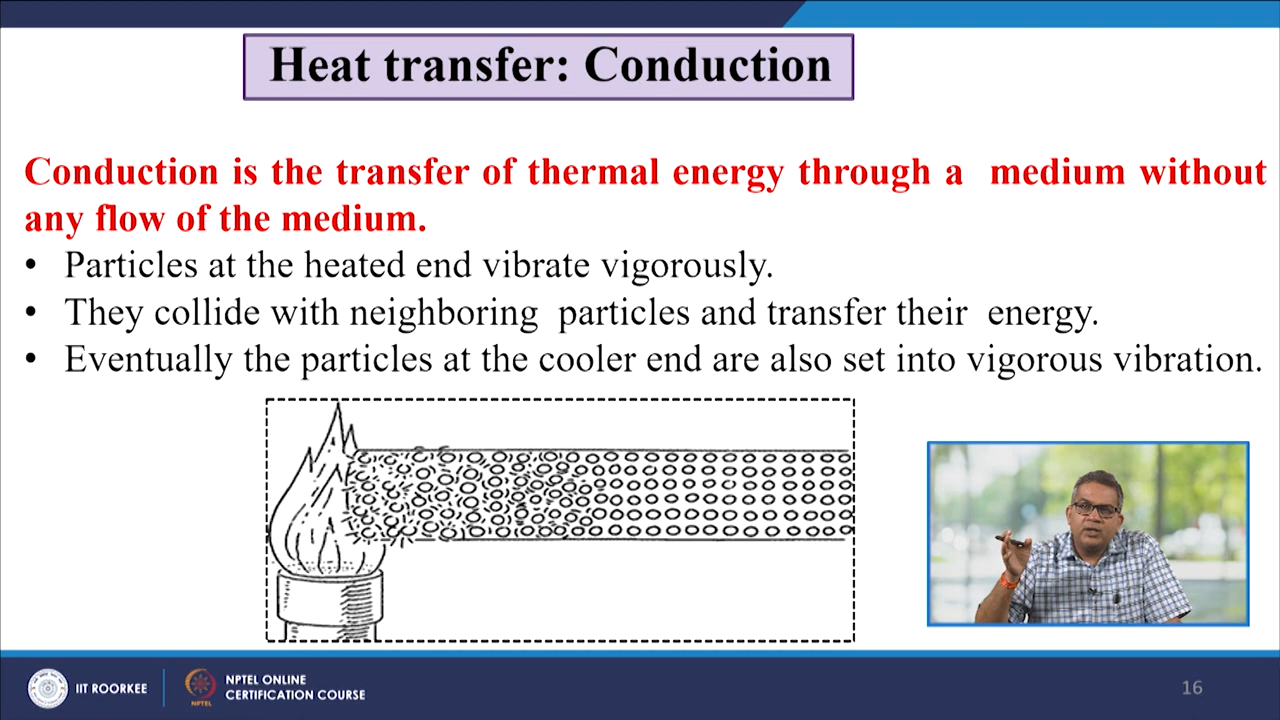 Heat transfer: Conduction
Conduction is the transfer of thermal energy through a medium without
any flow of the medium.
• Particles at the heated end vibrate vigorously.
• They collide with neighboring particles and transfer their energy.
• Eventually the particles at the cooler end are also set into vigorous vibration.
IIT ROORKEE
NPTEL
NPTEL ONLINE
CERTIFICATION COURSE
16